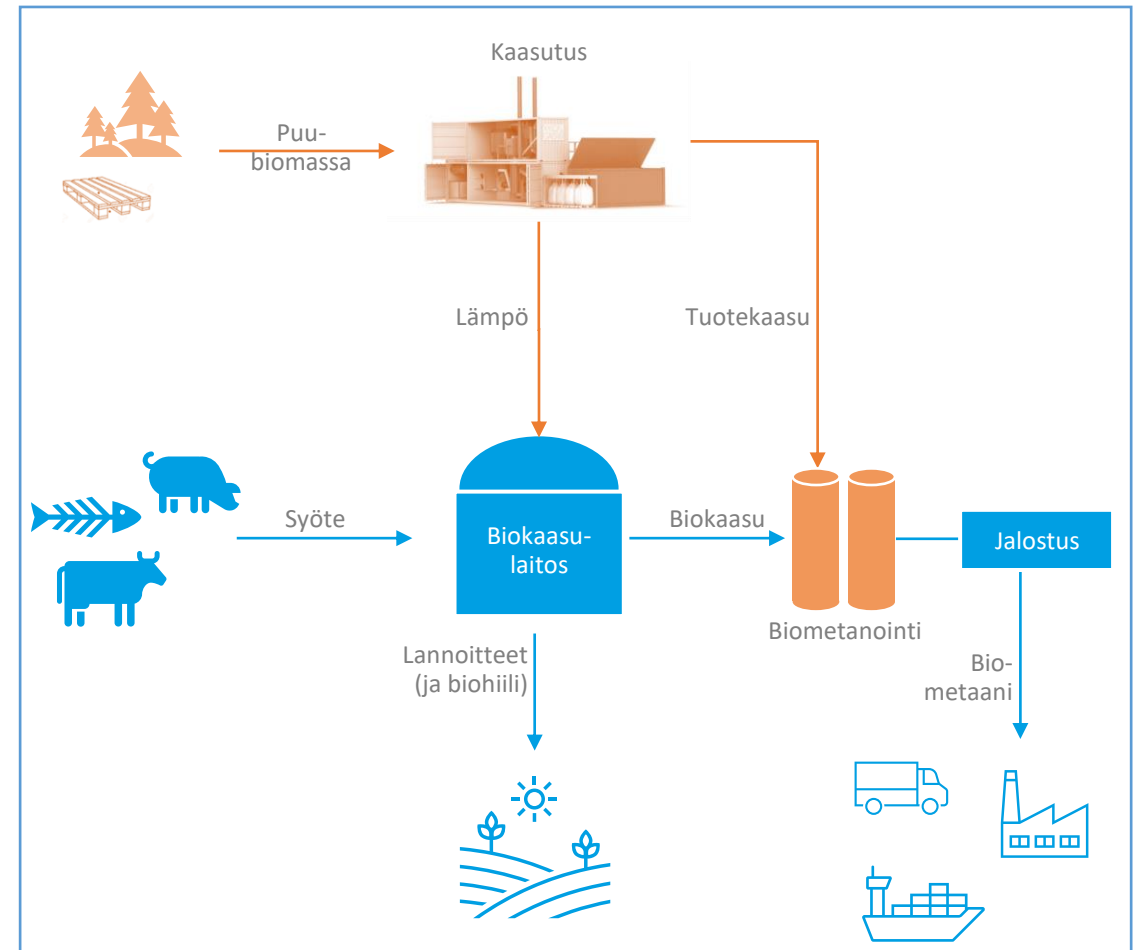 Kaasutus
Puu-
biomassa
Lämpö
Tuotekaasu
Syöte
Biokaasu-
laitos
Biokaasu
Jalostus
Biometanointi
Lannoitteet
(ja biohiili)
Bio-
metaani